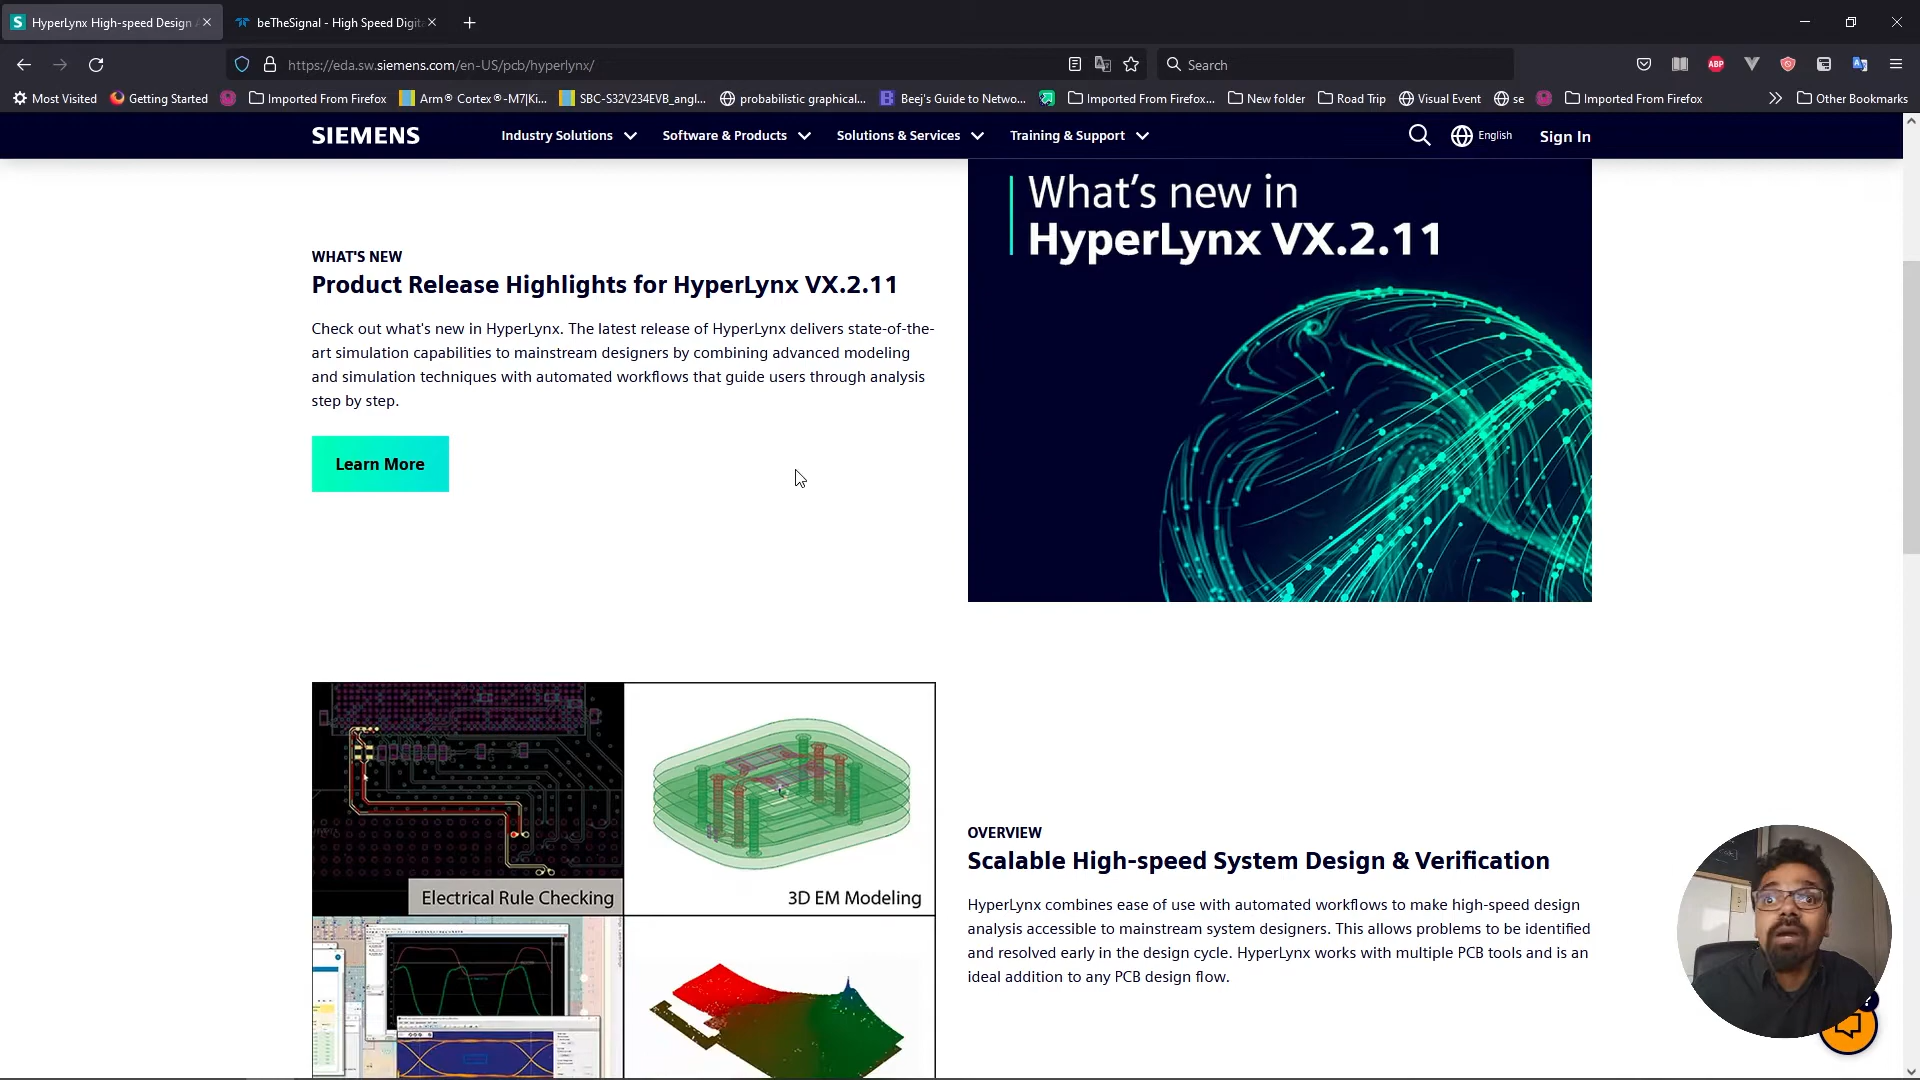 HyperLynx High-speed Design A
beTheSignal - High Speed Digita
https://eda.sw.siemens.com/en-US/pcb/hyperlynx/
Search
ABP
Most Visited
Getting Started
Imported From Firefox
Arm® Cortex®-M7|Ki...
SBC-S32V234EVB_angl...
probabilistic graphical...
Beej's Guide to Netwo...
Imported From Firefox...
New folder
Road Trip
Visual Event
se
Imported From Firefox
Other Bookmarks
SIEMENS
Industry Solutions
Software & Products
Solutions & Services
Training & Support
English
Sign In
WHAT'S NEW
Product Release Highlights for HyperLynx VX.2.11
Check out what's new in HyperLynx. The latest release of HyperLynx delivers state-of-the-
art simulation capabilities to mainstream designers by combining advanced modeling
and simulation techniques with automated workflows that guide users through analysis
step by step.
Learn More
What's new in
HyperLynx VX.2.11
Electrical Rule Checking
3D EM Modeling
OVERVIEW
Scalable High-speed System Design & Verification
HyperLynx combines ease of use with automated workflows to make high-speed design
analysis accessible to mainstream system designers. This allows problems to be identified
and resolved early in the design cycle. HyperLynx works with multiple PCB tools and is an
ideal addition to any PCB design flow.